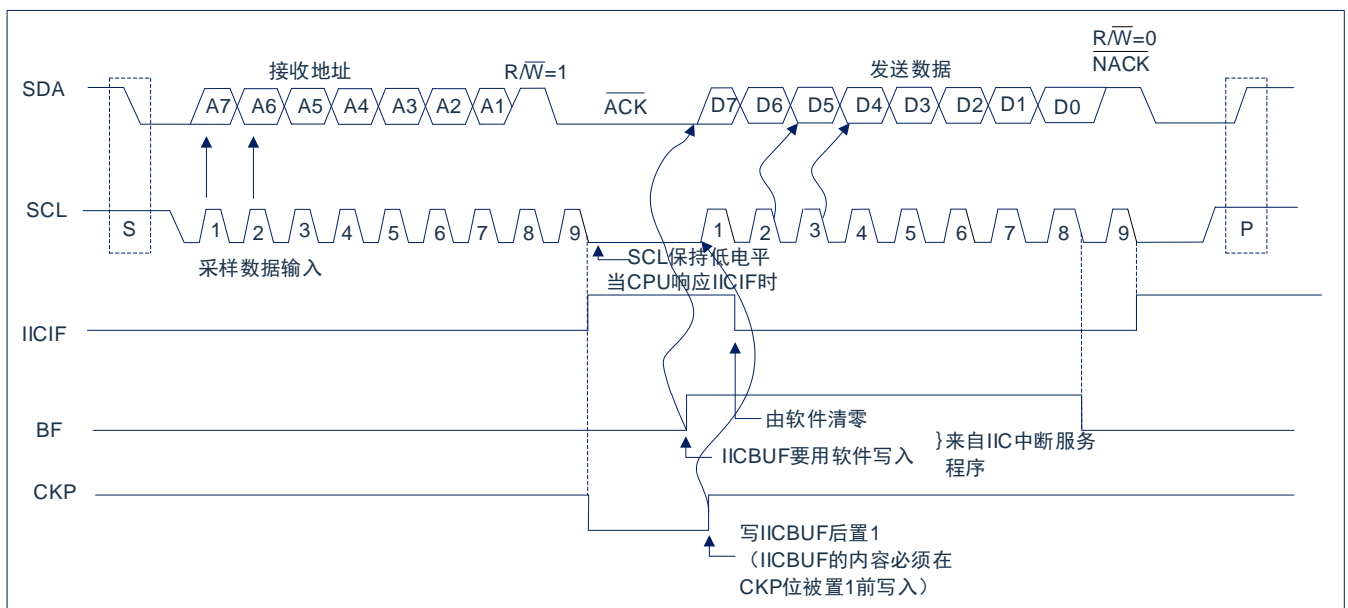 R/W=0
NACK
接收地址
R/W=1
发送数据
SDA
A7 A6 A5 A4 A3 A2 A1
ACK
D7 D6 D5 D4 D3 D2 D1 D0
SCL
S
1 2 3 4 5 6 7 8 9
1 2 3 4 5 6 7 8 9
P
采样数据输入
SCL保持低电平
当CPU响应IICIF时
IICIF
由软件清零
BF
IICBUF要用软件写入
}来自IIC中断服务
程序
CKP
写IICBUF后置1
(IICBUF的内容必须在
CKP位被置1前写入)